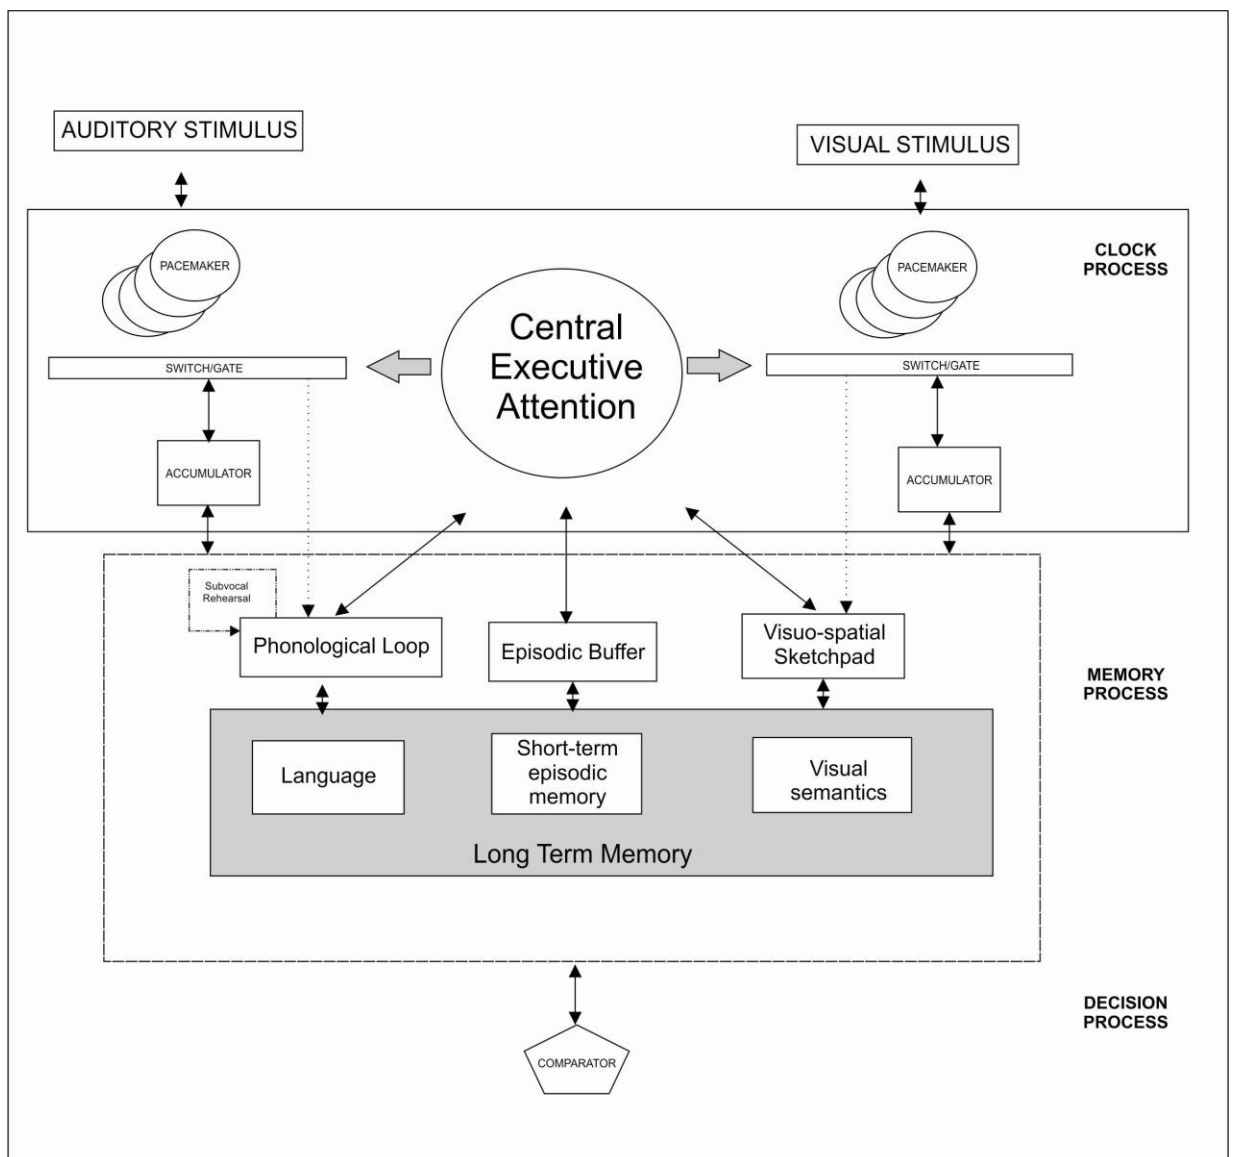 AUDITORY STIMULUS
VISUAL STIMULUS
PACEMAKER
PACEMAKER
CLOCK
PROCESS
Central
Executive
Attention
SWITCH/GATE
SWITCH/GATE
ACCUMULATOR
ACCUMULATOR
Subvocal
Rehearsal
Phonological Loop
Episodic Buffer
Visuo-spatial
Sketchpad
MEMORY
PROCESS
Language
Short-term
episodic
memory
Visual
semantics
Long Term Memory
DECISION
PROCESS
COMPARATOR